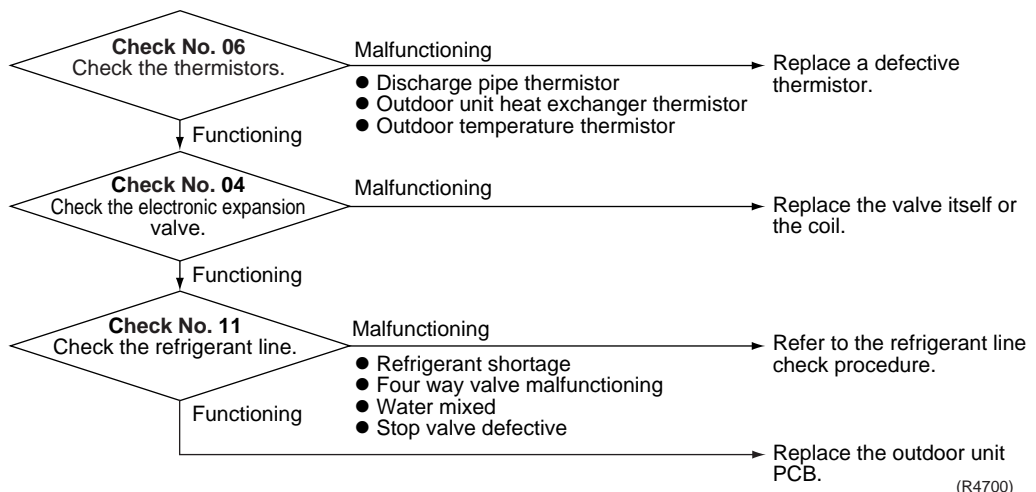 Check No. 06
Check the thermistors.
Malfunctioning
● Discharge pipe thermistor
● Outdoor unit heat exchanger thermistor
● Outdoor temperature thermistor
Replace a defective
thermistor.
Functioning
Check No. 04
Check the electronic expansion
valve.
Malfunctioning
Replace the valve itself or
the coil.
Functioning
Check No. 11
Check the refrigerant line.
Malfunctioning
● Refrigerant shortage
● Four way valve malfunctioning
● Water mixed
● Stop valve defective
Refer to the refrigerant line
check procedure.
Functioning
Replace the outdoor unit
PCB.
(R4700)